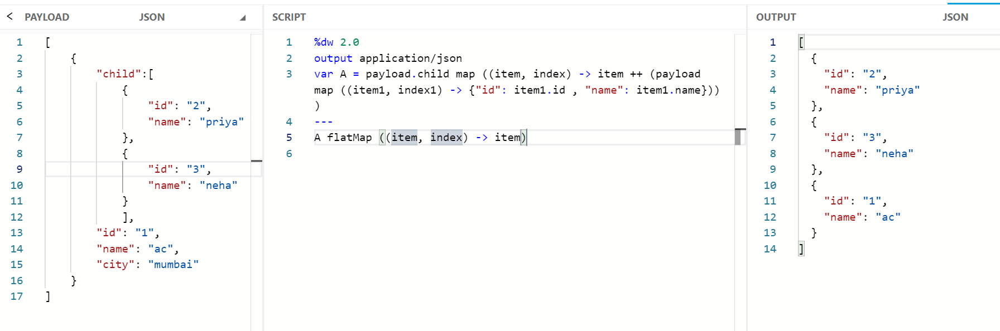 < PAYLOAD JSON
1 [
2 {
3 "child":[
4 {
5 "id": "2",
6 "name": "priya"
7 },
8 {
9 "id": "3",
10 "name": "neha"
11 }
12 ],
13 "id": "1",
14 "name": "ac",
15 "city": "mumbai"
16 }
17 ]
SCRIPT
1 %dw 2.0
2 output application/json
3 var A = payload.child map ((item, index) -> item ++ (payload
map ((item1, index1) -> {"id": item1.id , "name": item1.name}))
)
4 ---
5 A flatMap ((item, index) -> item)
6
OUTPUT JSON
1 [
2 {
3 "id": "2",
4 "name": "priya"
5 },
6 {
7 "id": "3",
8 "name": "neha"
9 },
10 {
11 "id": "1",
12 "name": "ac"
13 }
14 ]